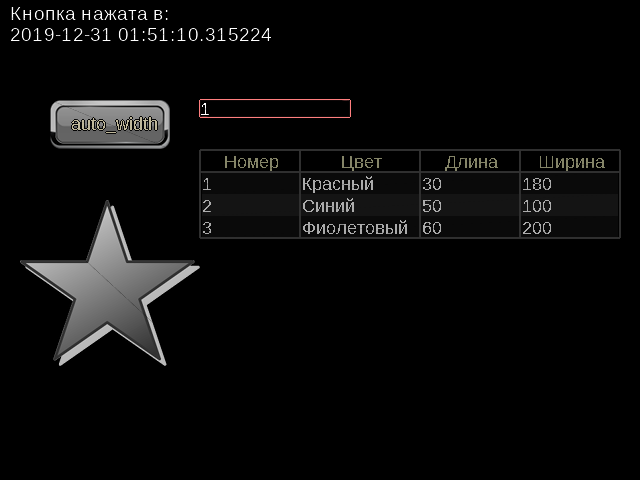 Кнопка нажата в:
2019-12-31 01:51:10.315224
auto_width
1
Номер Цвет Длина Ширина
1 Красный 30 180
2 Синий 50 100
3 Фиолетовый 60 200